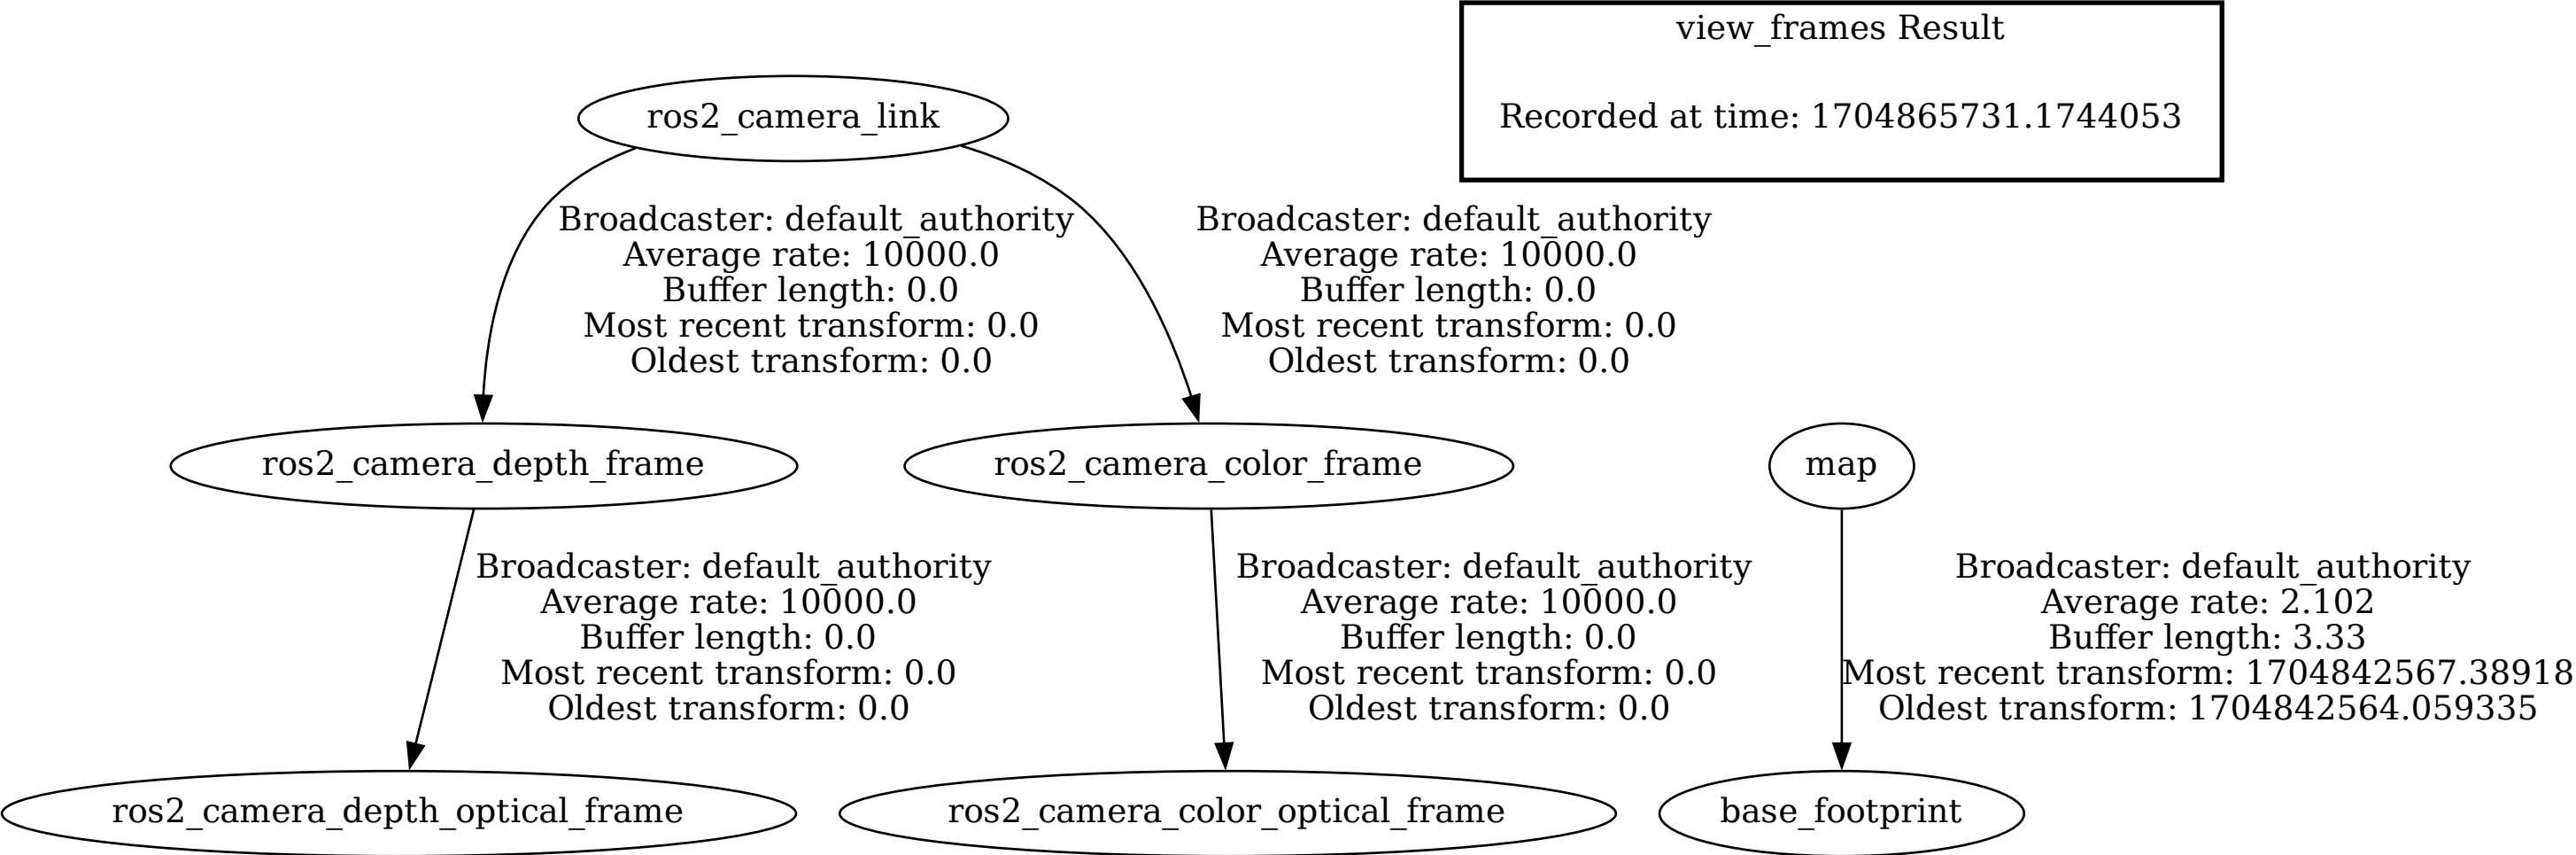 view_frames Result
Recorded at time: 1704865731.1744053
ros2_camera_link
Broadcaster: default_authority
Average rate: 10000.0
Buffer length: 0.0
Most recent transform: 0.0
Oldest transform: 0.0
Broadcaster: default_authority
Average rate: 10000.0
Buffer length: 0.0
Most recent transform: 0.0
Oldest transform: 0.0
ros2_camera_depth_frame
ros2_camera_color_frame
map
Broadcaster: default_authority
Average rate: 10000.0
Buffer length: 0.0
Most recent transform: 0.0
Oldest transform: 0.0
Broadcaster: default_authority
Average rate: 10000.0
Buffer length: 0.0
Most recent transform: 0.0
Oldest transform: 0.0
Broadcaster: default_authority
Average rate: 2.102
Buffer length: 3.33
Most recent transform: 1704842567.38918
Oldest transform: 1704842564.059335
ros2_camera_depth_optical_frame
ros2_camera_color_optical_frame
base_footprint